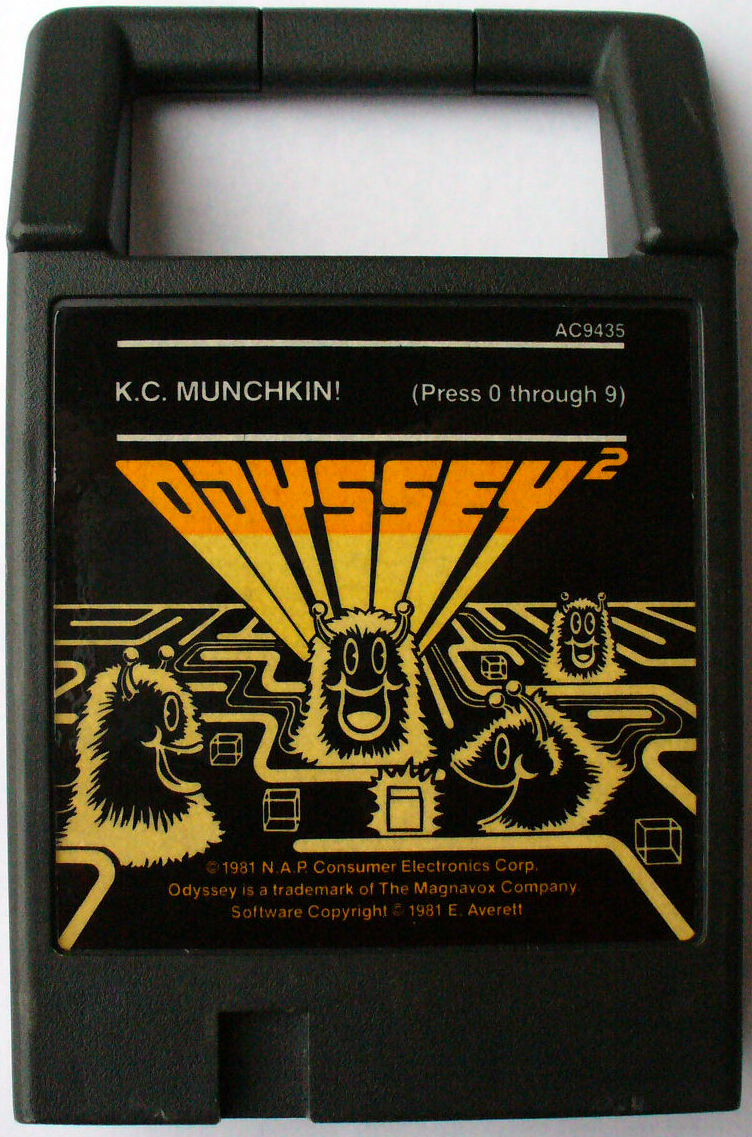 AC9435
K.C. MUNCHKIN! (Press 0 through 9)
ODYSSEY2
© 1981 N.A.P. Consumer Electronics Corp.
Odyssey is a trademark of The Magnavox Company.
Software Copyright © 1981 E. Averett